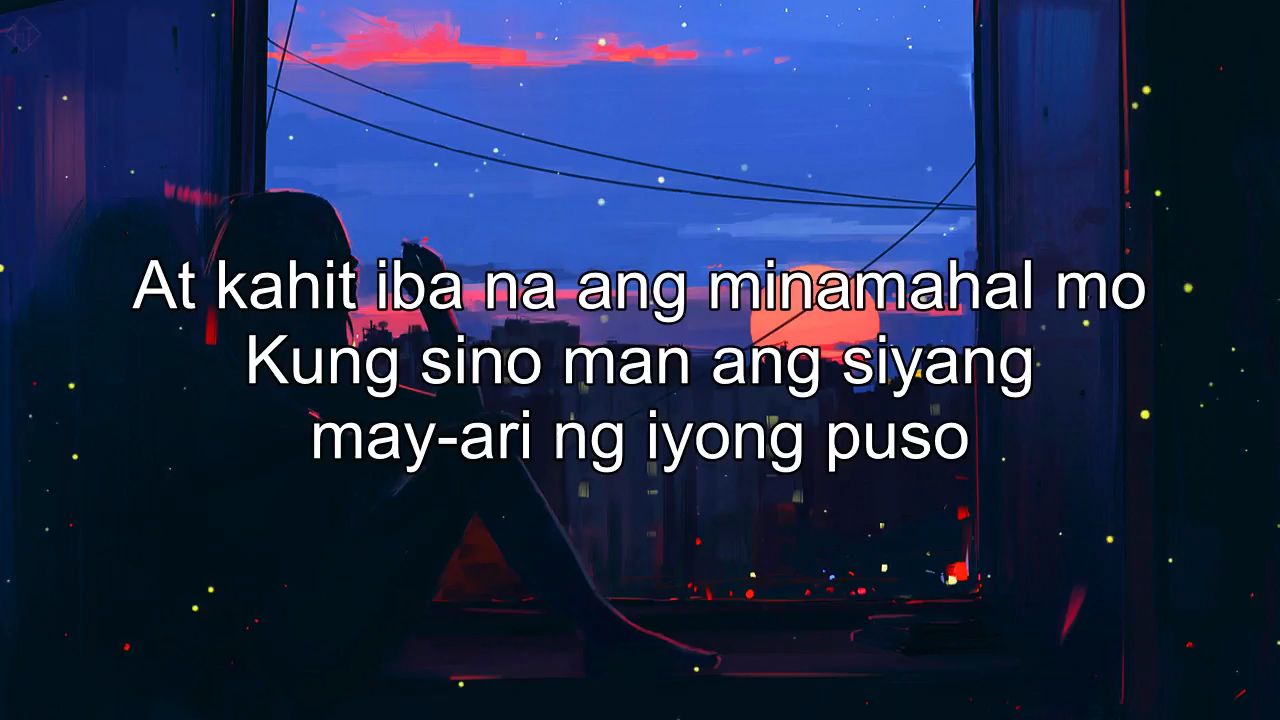 At kahit iba na ang minamahal mo
Kung sino man ang siyang
may-ari ng iyong puso